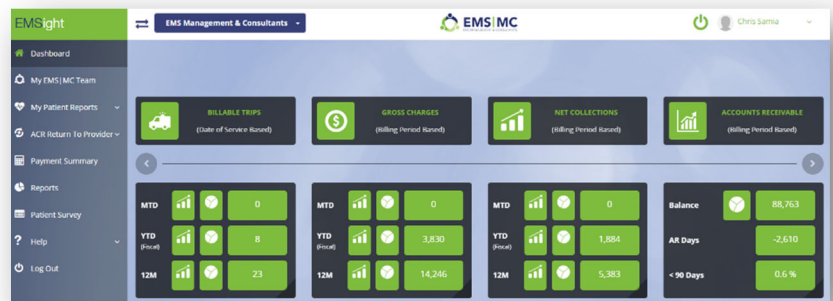 EMSight
EMS Management & Consultants
EMS|MC
Chris Samia
Dashboard
My EMS|MC Team
My Patient Reports
ACR Return To Provider
Payment Summary
Reports
Patient Survey
Help
Log Out
BILLABLE TRIPS
(Date of Service Based)
GROSS CHARGES
(Billing Period Based)
NET COLLECTIONS
(Billing Period Based)
ACCOUNTS RECEIVABLE
(Billing Period Based)
MTD 0
YTD 8
(Fiscal)
12M 23
MTD 0
YTD 3,830
(Fiscal)
12M 14,246
MTD 0
YTD 1,884
(Fiscal)
12M 5,383
Balance 88,763
AR Days -2,610
< 90 Days 0.6 %